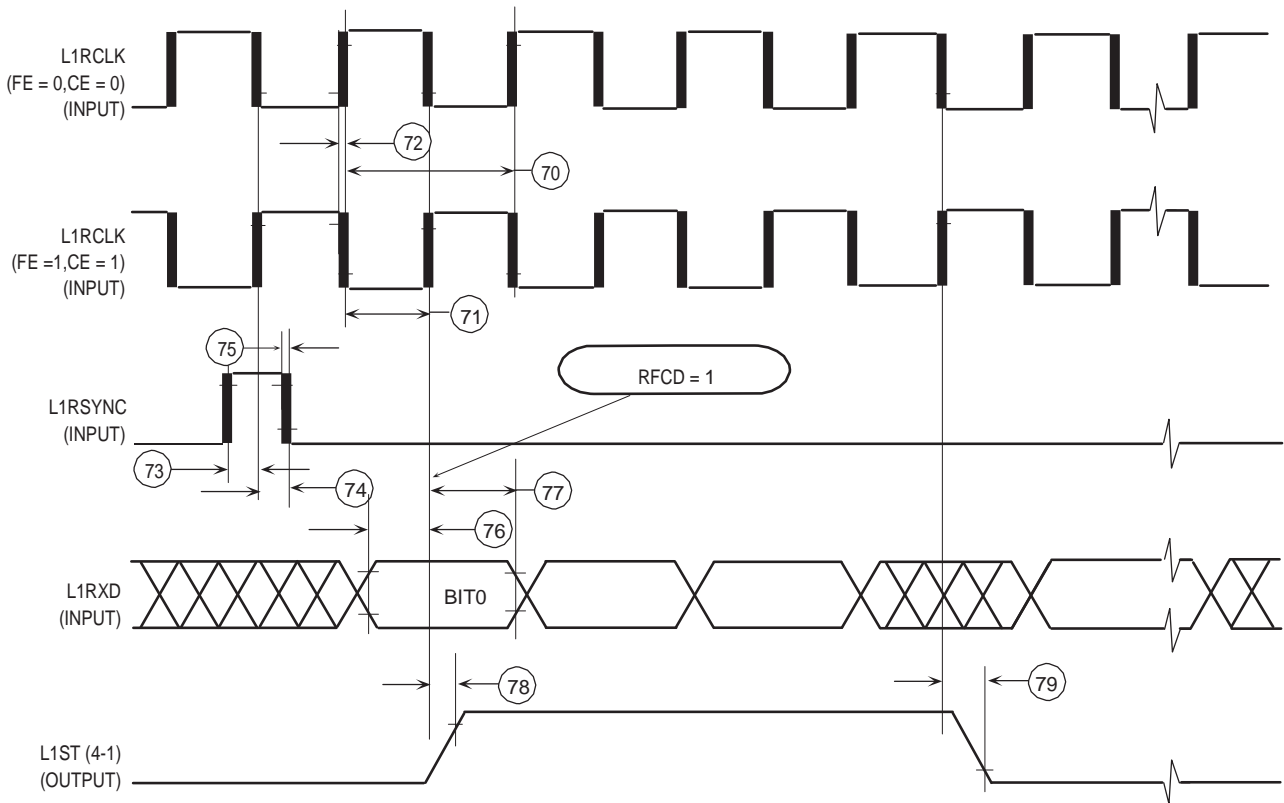 L1RCLK
(FE = 0,CE = 0)
(INPUT)
72
70
L1RCLK
(FE =1,CE = 1)
(INPUT)
71
75
RFCD = 1
L1RSYNC
(INPUT)
73
74
77
76
L1RXD
(INPUT)
BIT0
78
79
L1ST (4-1)
(OUTPUT)